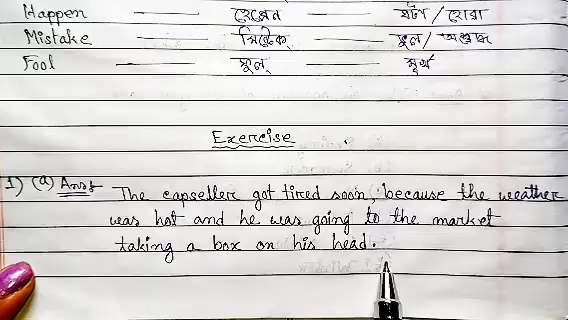 Happen —— হেপেন —— ঘটা / হোৱা
Mistake —— মিষ্টেক্ —— ভুল / অশুদ্ধ
Fool —— ফুল্ —— মূৰ্খ
Exercise
1) (a) Ans: The capseller got tired soon, because the weather
was hot and he was going to the market
taking a box on his head.